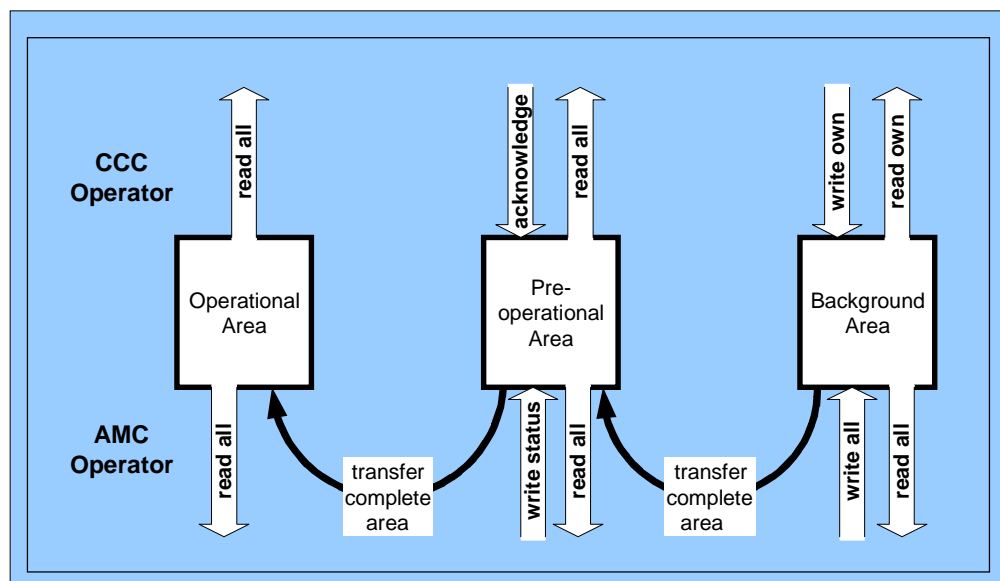 read all
acknowledge
read all
write own
read own
CCC
Operator
Operational
Area
Pre-
operational
Area
Background
Area
AMC
Operator
read all
write status
read all
write all
read all
transfer
complete
area
transfer
complete
area